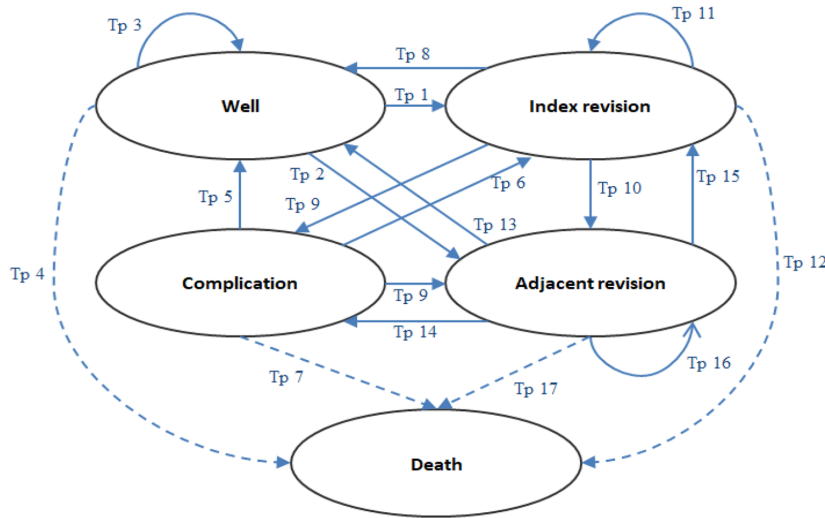 Tp 3
Tp 11
Tp 8
Well
Tp 1
Index revision
Tp 5
Tp 9
Tp 2
Tp 6
Tp 10
Tp 15
Tp 13
Tp 4
Tp 12
Complication
Tp 9
Adjacent revision
Tp 14
Tp 7
Tp 17
Tp 16
Death